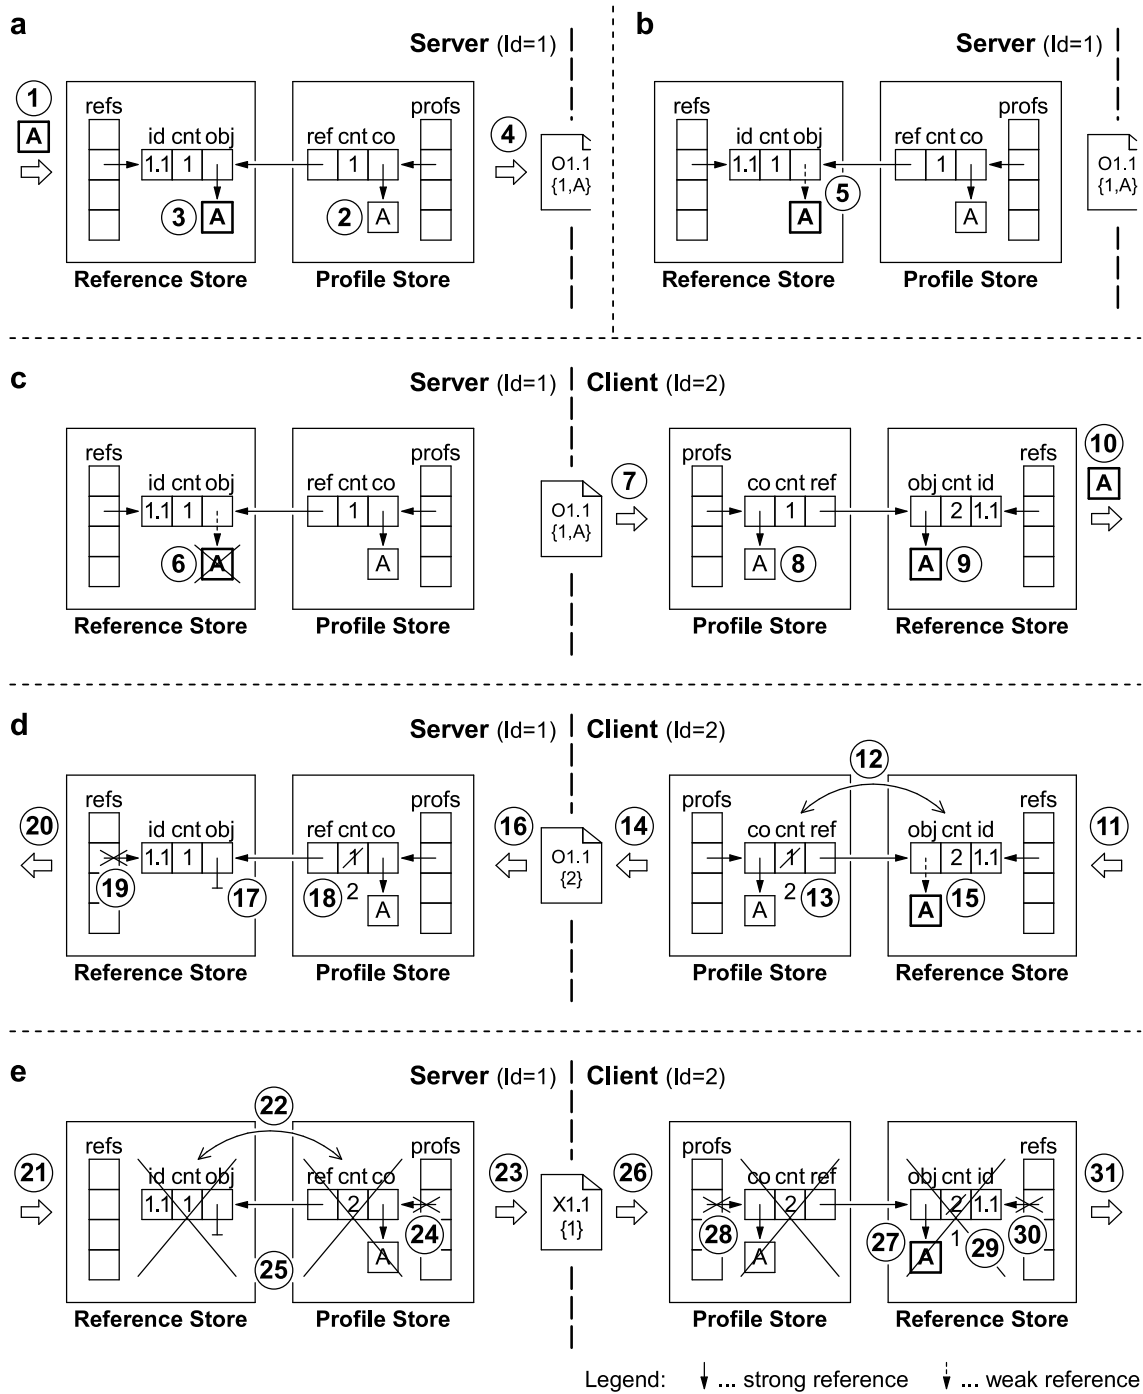 a
Server (Id=1)
b
Server (Id=1)
1
A
refs
id cnt obj
1.1 1
3
A
Reference Store
ref cnt co
1
2
A
profs
Profile Store
4
O1.1
{1,A}
refs
id cnt obj
1.1 1
5
A
Reference Store
ref cnt co
1
A
profs
Profile Store
O1.1
{1,A}
c
Server (Id=1)
Client (Id=2)
refs
id cnt obj
1.1 1
6
A
Reference Store
ref cnt co
1
A
profs
Profile Store
O1.1
{1,A}
7
profs
co cnt ref
1
A
8
Profile Store
obj cnt id
2 1.1
A
9
refs
Reference Store
10
A
d
Server (Id=1)
Client (Id=2)
20
refs
id cnt obj
1.1 1
19
17
Reference Store
ref cnt co
1
18
2
A
profs
Profile Store
16
O1.1
{2}
14
12
profs
co cnt ref
1
A
2
13
Profile Store
obj cnt id
2 1.1
A
15
refs
Reference Store
11
e
Server (Id=1)
Client (Id=2)
21
22
refs
id cnt obj
1.1 1
25
Reference Store
ref cnt co
2
24
A
profs
Profile Store
23
X1.1
{1}
26
profs
co cnt ref
2
28
A
Profile Store
27
obj cnt id
2 1.1
1
A
29
30
refs
Reference Store
31
Legend: ... strong reference ... weak reference